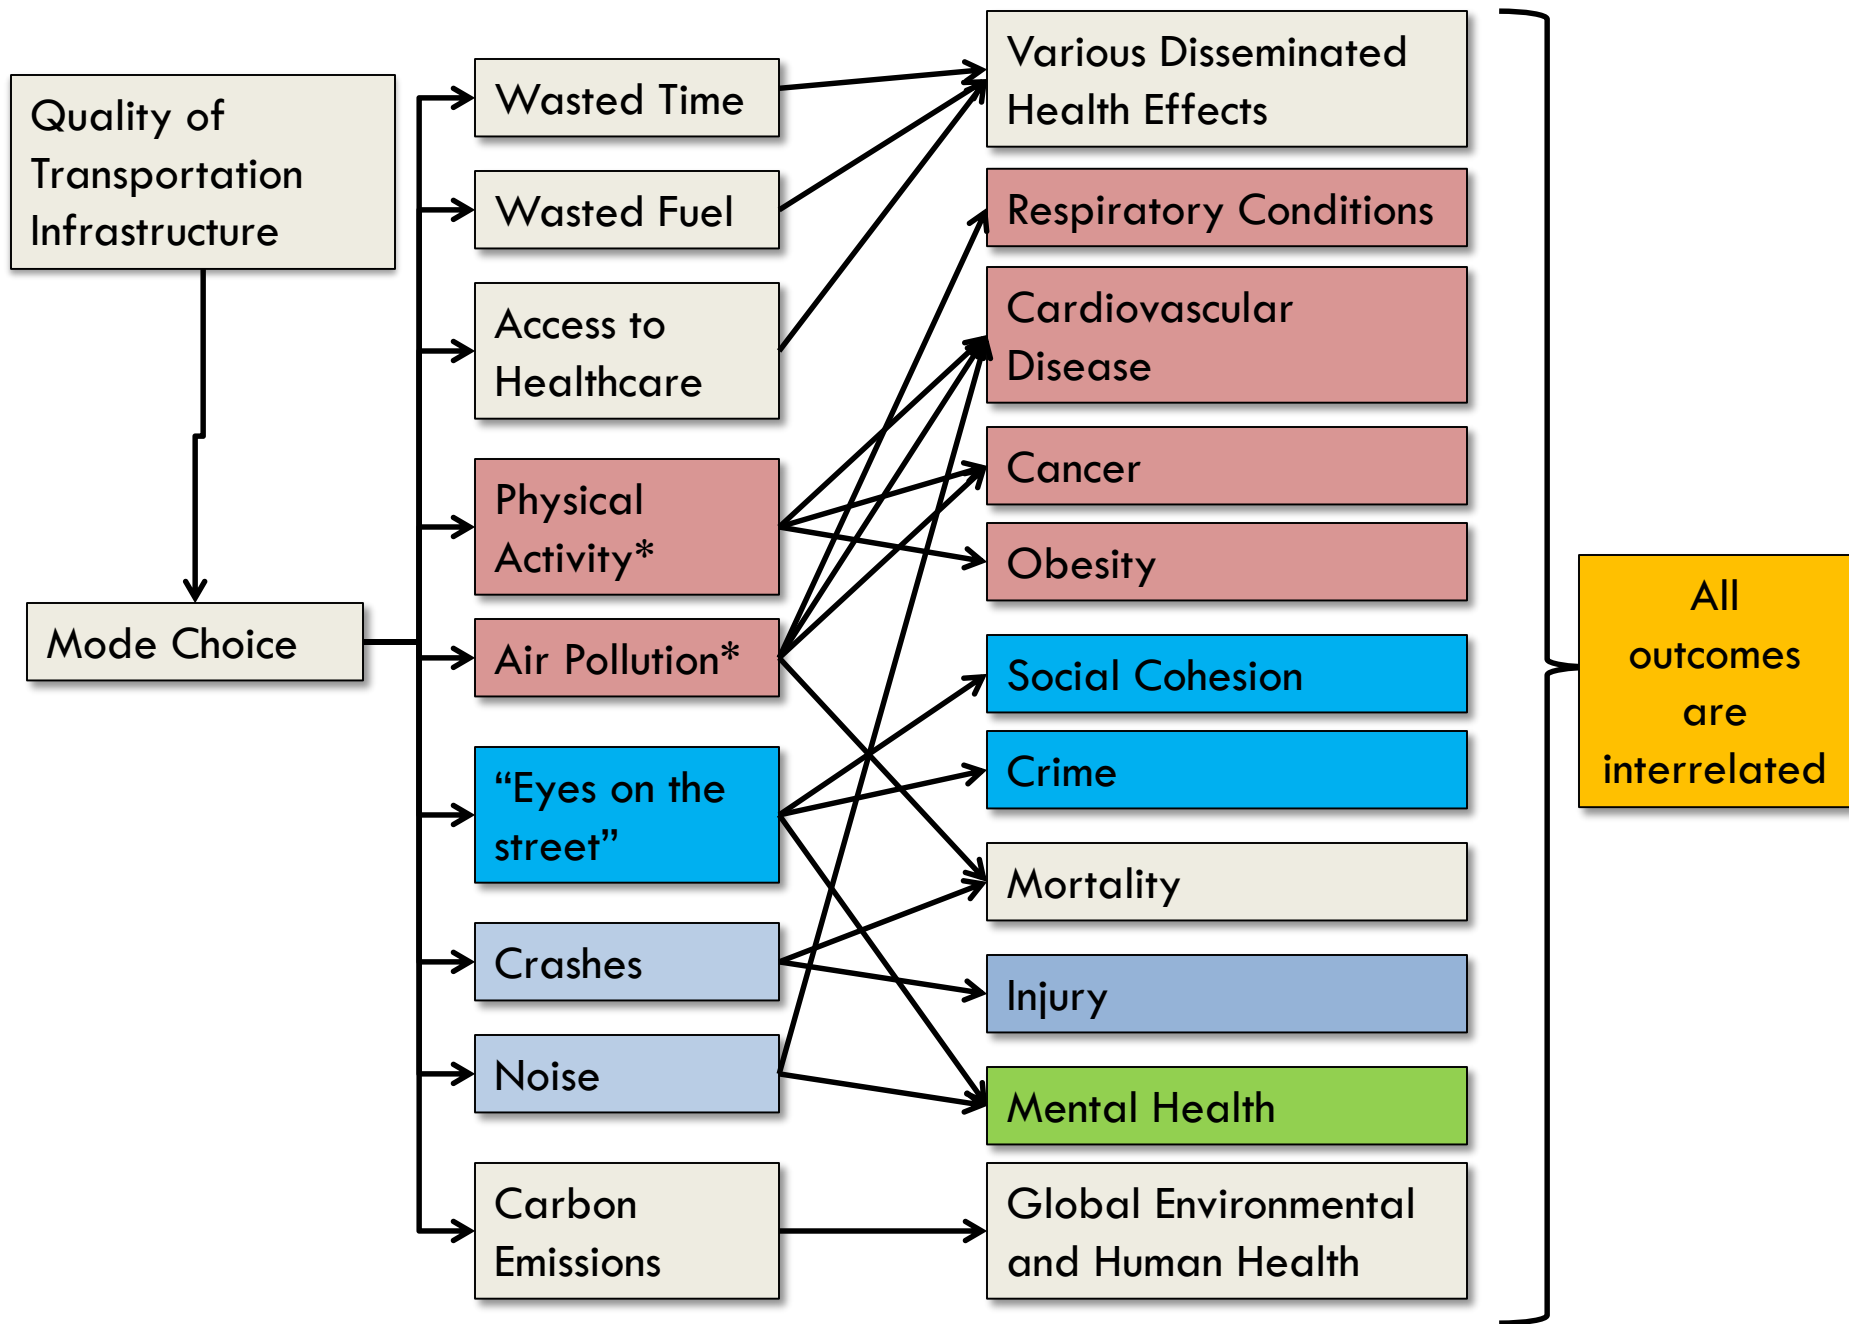 Quality of
Transportation
Infrastructure
Mode Choice
Wasted Time
Wasted Fuel
Access to
Healthcare
Physical
Activity*
Air Pollution*
“Eyes on the
street”
Crashes
Noise
Carbon
Emissions
Various Disseminated
Health Effects
Respiratory Conditions
Cardiovascular
Disease
Cancer
Obesity
Social Cohesion
Crime
Mortality
Injury
Mental Health
Global Environmental
and Human Health
All
outcomes
are
interrelated